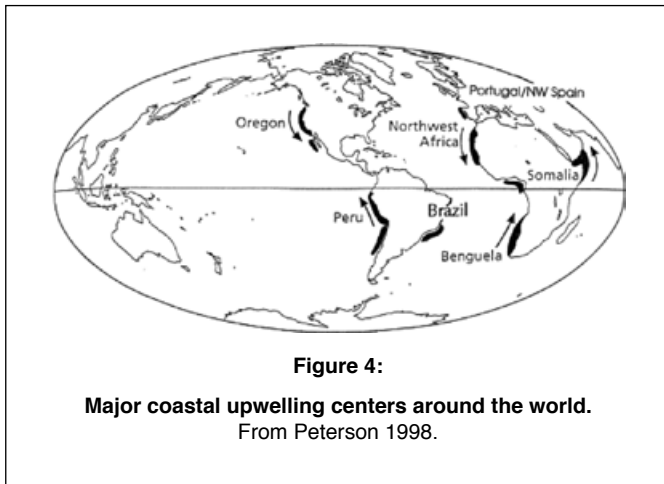 Portugal/NW Spain
Oregon
Northwest
Africa
Somalia
Peru
Brazil
Benguela
Figure 4:
Major coastal upwelling centers around the world.
From Peterson 1998.